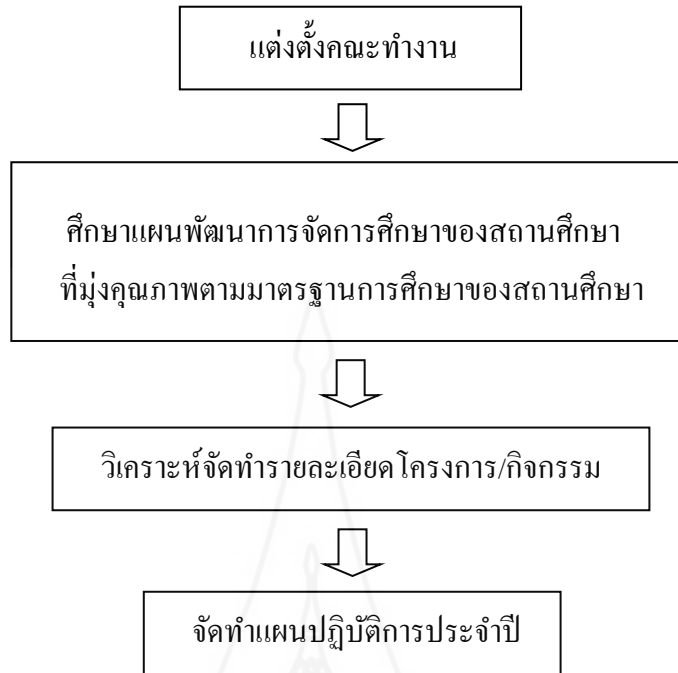 แต่งตั้งคณะทำงาน
ศึกษาแผนพัฒนาการจัดการศึกษาของสถานศึกษา
ที่มุ่งคุณภาพตามมาตรฐานการศึกษาของสถานศึกษา
วิเคราะห์จัดทำรายละเอียดโครงการ/กิจกรรม
จัดทำแผนปฏิบัติการประจำปี